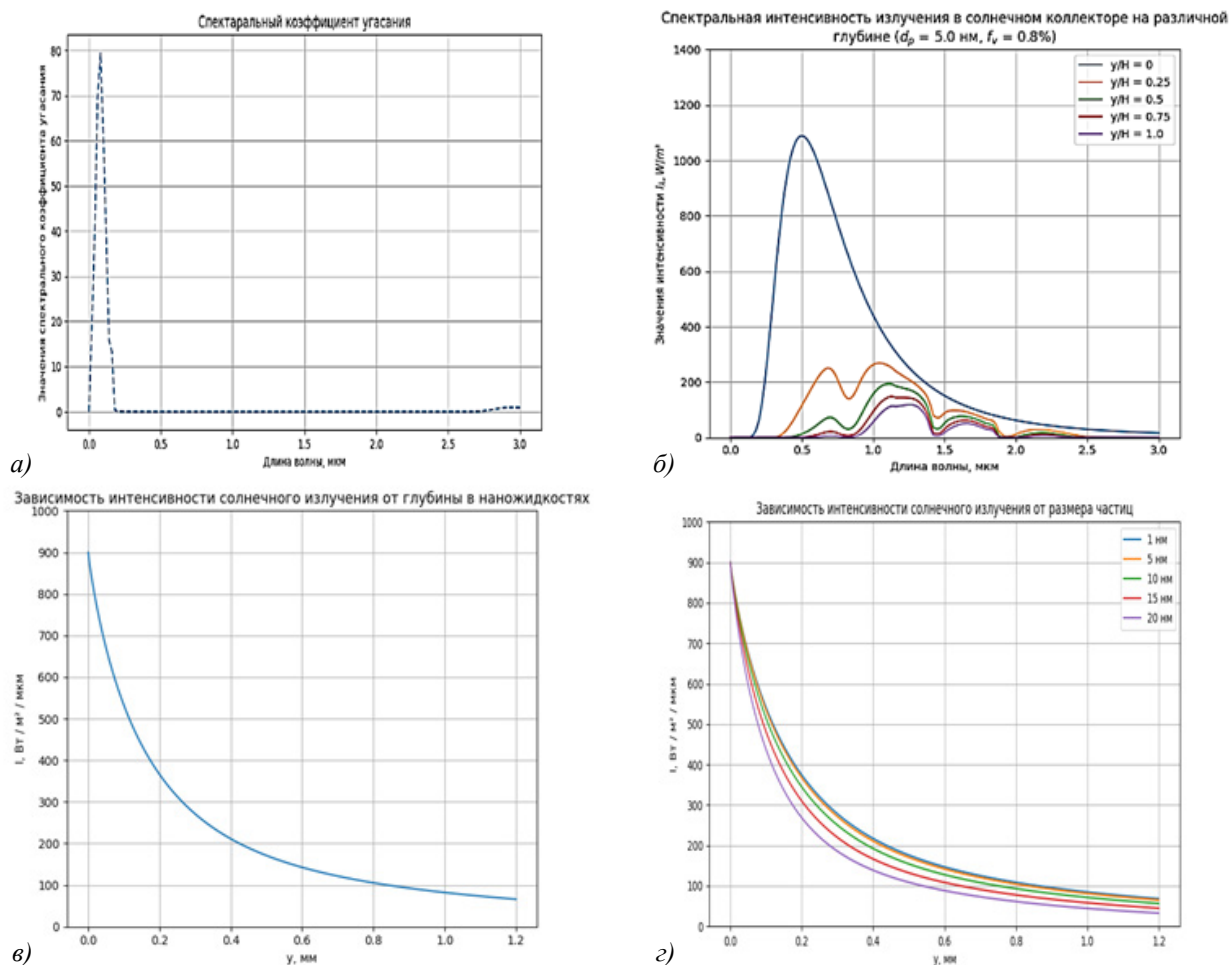 Спектаральный коэффициент угасания
80
70
60
50
40
30
20
10
0
Значения спектрального коэффициента угасания
0.0 0.5 1.0 1.5 2.0 2.5 3.0
Длина волны, мкм
а)
Спектральная интенсивность излучения в солнечном коллекторе на различной
глубине (dₚ = 5.0 нм, fᵥ = 0.8%)
1400
1200
1000
800
600
400
200
0
Значения интенсивности Iλ, W/m²
y/H = 0
y/H = 0.25
y/H = 0.5
y/H = 0.75
y/H = 1.0
0.0 0.5 1.0 1.5 2.0 2.5 3.0
Длина волны, мкм
б)
Зависимость интенсивности солнечного излучения от глубины в наножидкостях
1000
900
800
700
600
500
400
300
200
100
0
I, Вт / м² / мкм
0.0 0.2 0.4 0.6 0.8 1.0 1.2
y, мм
в)
Зависимость интенсивности солнечного излучения от размера частиц
1000
900
800
700
600
500
400
300
200
100
0
I, Вт / м² / мкм
1 нм
5 нм
10 нм
15 нм
20 нм
0.0 0.2 0.4 0.6 0.8 1.0 1.2
y, мм
г)